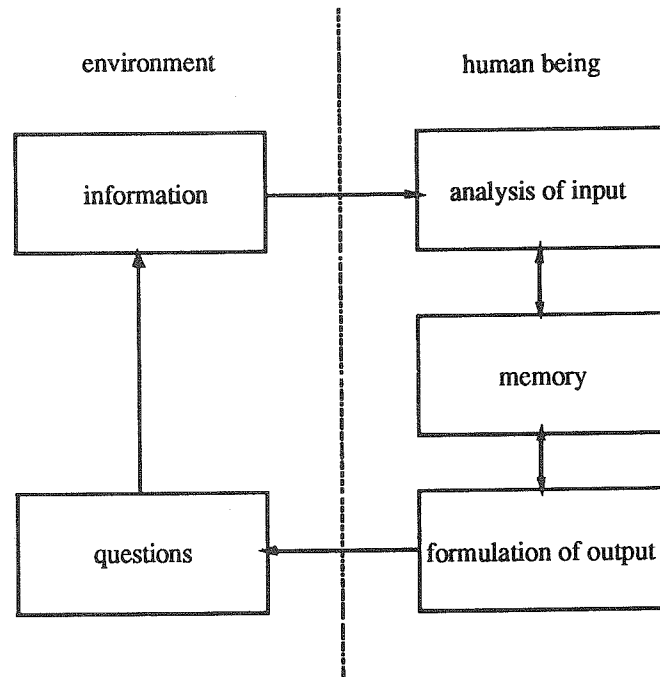 environment
human being
information
analysis of input
memory
questions
formulation of output